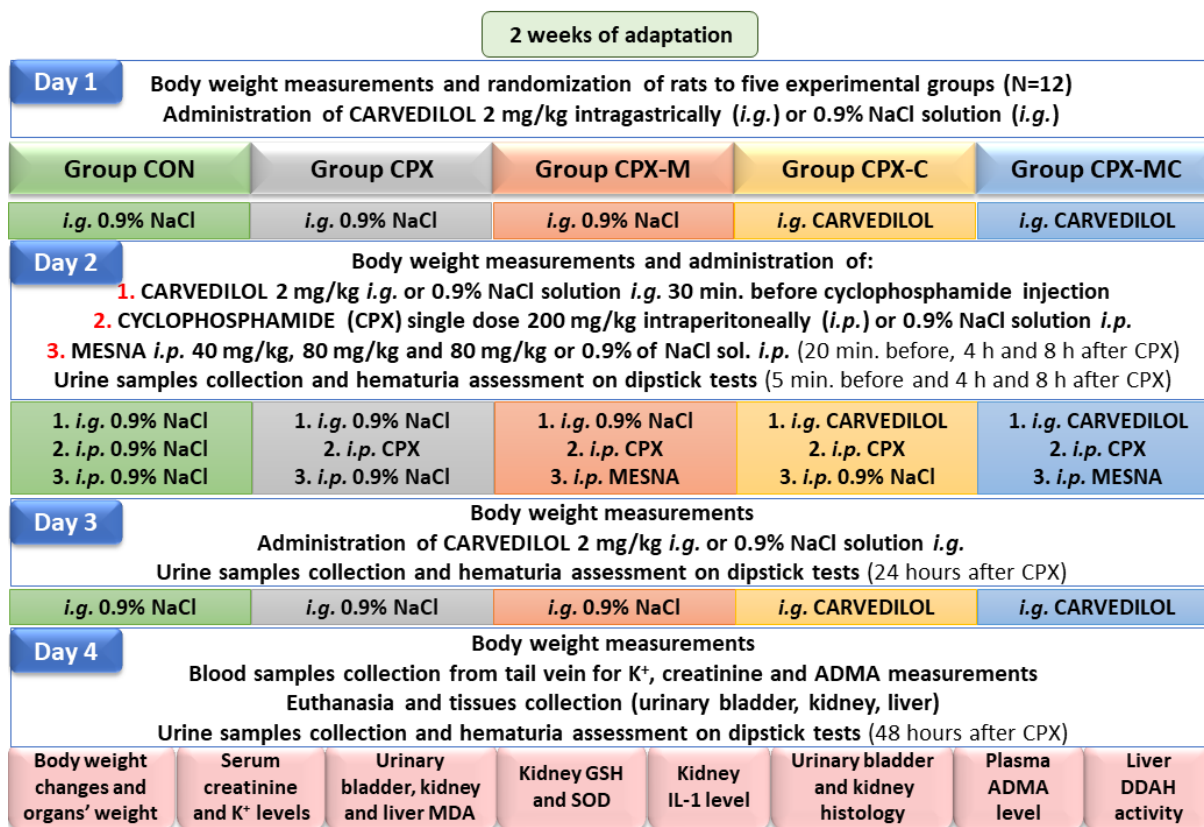 2 weeks of adaptation
Day 1
Body weight measurements and randomization of rats to five experimental groups (N=12)
Administration of CARVEDILOL 2 mg/kg intragastrically (i.g.) or 0.9% NaCl solution (i.g.)
Group CON
Group CPX
Group CPX-M
Group CPX-C
Group CPX-MC
i.g. 0.9% NaCl
i.g. 0.9% NaCl
i.g. 0.9% NaCl
i.g. CARVEDILOL
i.g. CARVEDILOL
Day 2
Body weight measurements and administration of:
1. CARVEDILOL 2 mg/kg i.g. or 0.9% NaCl solution i.g. 30 min. before cyclophosphamide injection
2. CYCLOPHOSPHAMIDE (CPX) single dose 200 mg/kg intraperitoneally (i.p.) or 0.9% NaCl solution i.p.
3. MESNA i.p. 40 mg/kg, 80 mg/kg and 80 mg/kg or 0.9% of NaCl sol. i.p. (20 min. before, 4 h and 8 h after CPX)
Urine samples collection and hematuria assessment on dipstick tests (5 min. before and 4 h and 8 h after CPX)
1. i.g. 0.9% NaCl
2. i.p. 0.9% NaCl
3. i.p. 0.9% NaCl
1. i.g. 0.9% NaCl
2. i.p. CPX
3. i.p. 0.9% NaCl
1. i.g. 0.9% NaCl
2. i.p. CPX
3. i.p. MESNA
1. i.g. CARVEDILOL
2. i.p. CPX
3. i.p. 0.9% NaCl
1. i.g. CARVEDILOL
2. i.p. CPX
3. i.p. MESNA
Day 3
Body weight measurements
Administration of CARVEDILOL 2 mg/kg i.g. or 0.9% NaCl solution i.g.
Urine samples collection and hematuria assessment on dipstick tests (24 hours after CPX)
i.g. 0.9% NaCl
i.g. 0.9% NaCl
i.g. 0.9% NaCl
i.g. CARVEDILOL
i.g. CARVEDILOL
Day 4
Body weight measurements
Blood samples collection from tail vein for K⁺, creatinine and ADMA measurements
Euthanasia and tissues collection (urinary bladder, kidney, liver)
Urine samples collection and hematuria assessment on dipstick tests (48 hours after CPX)
Body weight
changes and
organs' weight
Serum
creatinine
and K⁺ levels
Urinary
bladder, kidney
and liver MDA
Kidney GSH
and SOD
Kidney
IL-1 level
Urinary bladder
and kidney
histology
Plasma
ADMA
level
Liver
DDAH
activity